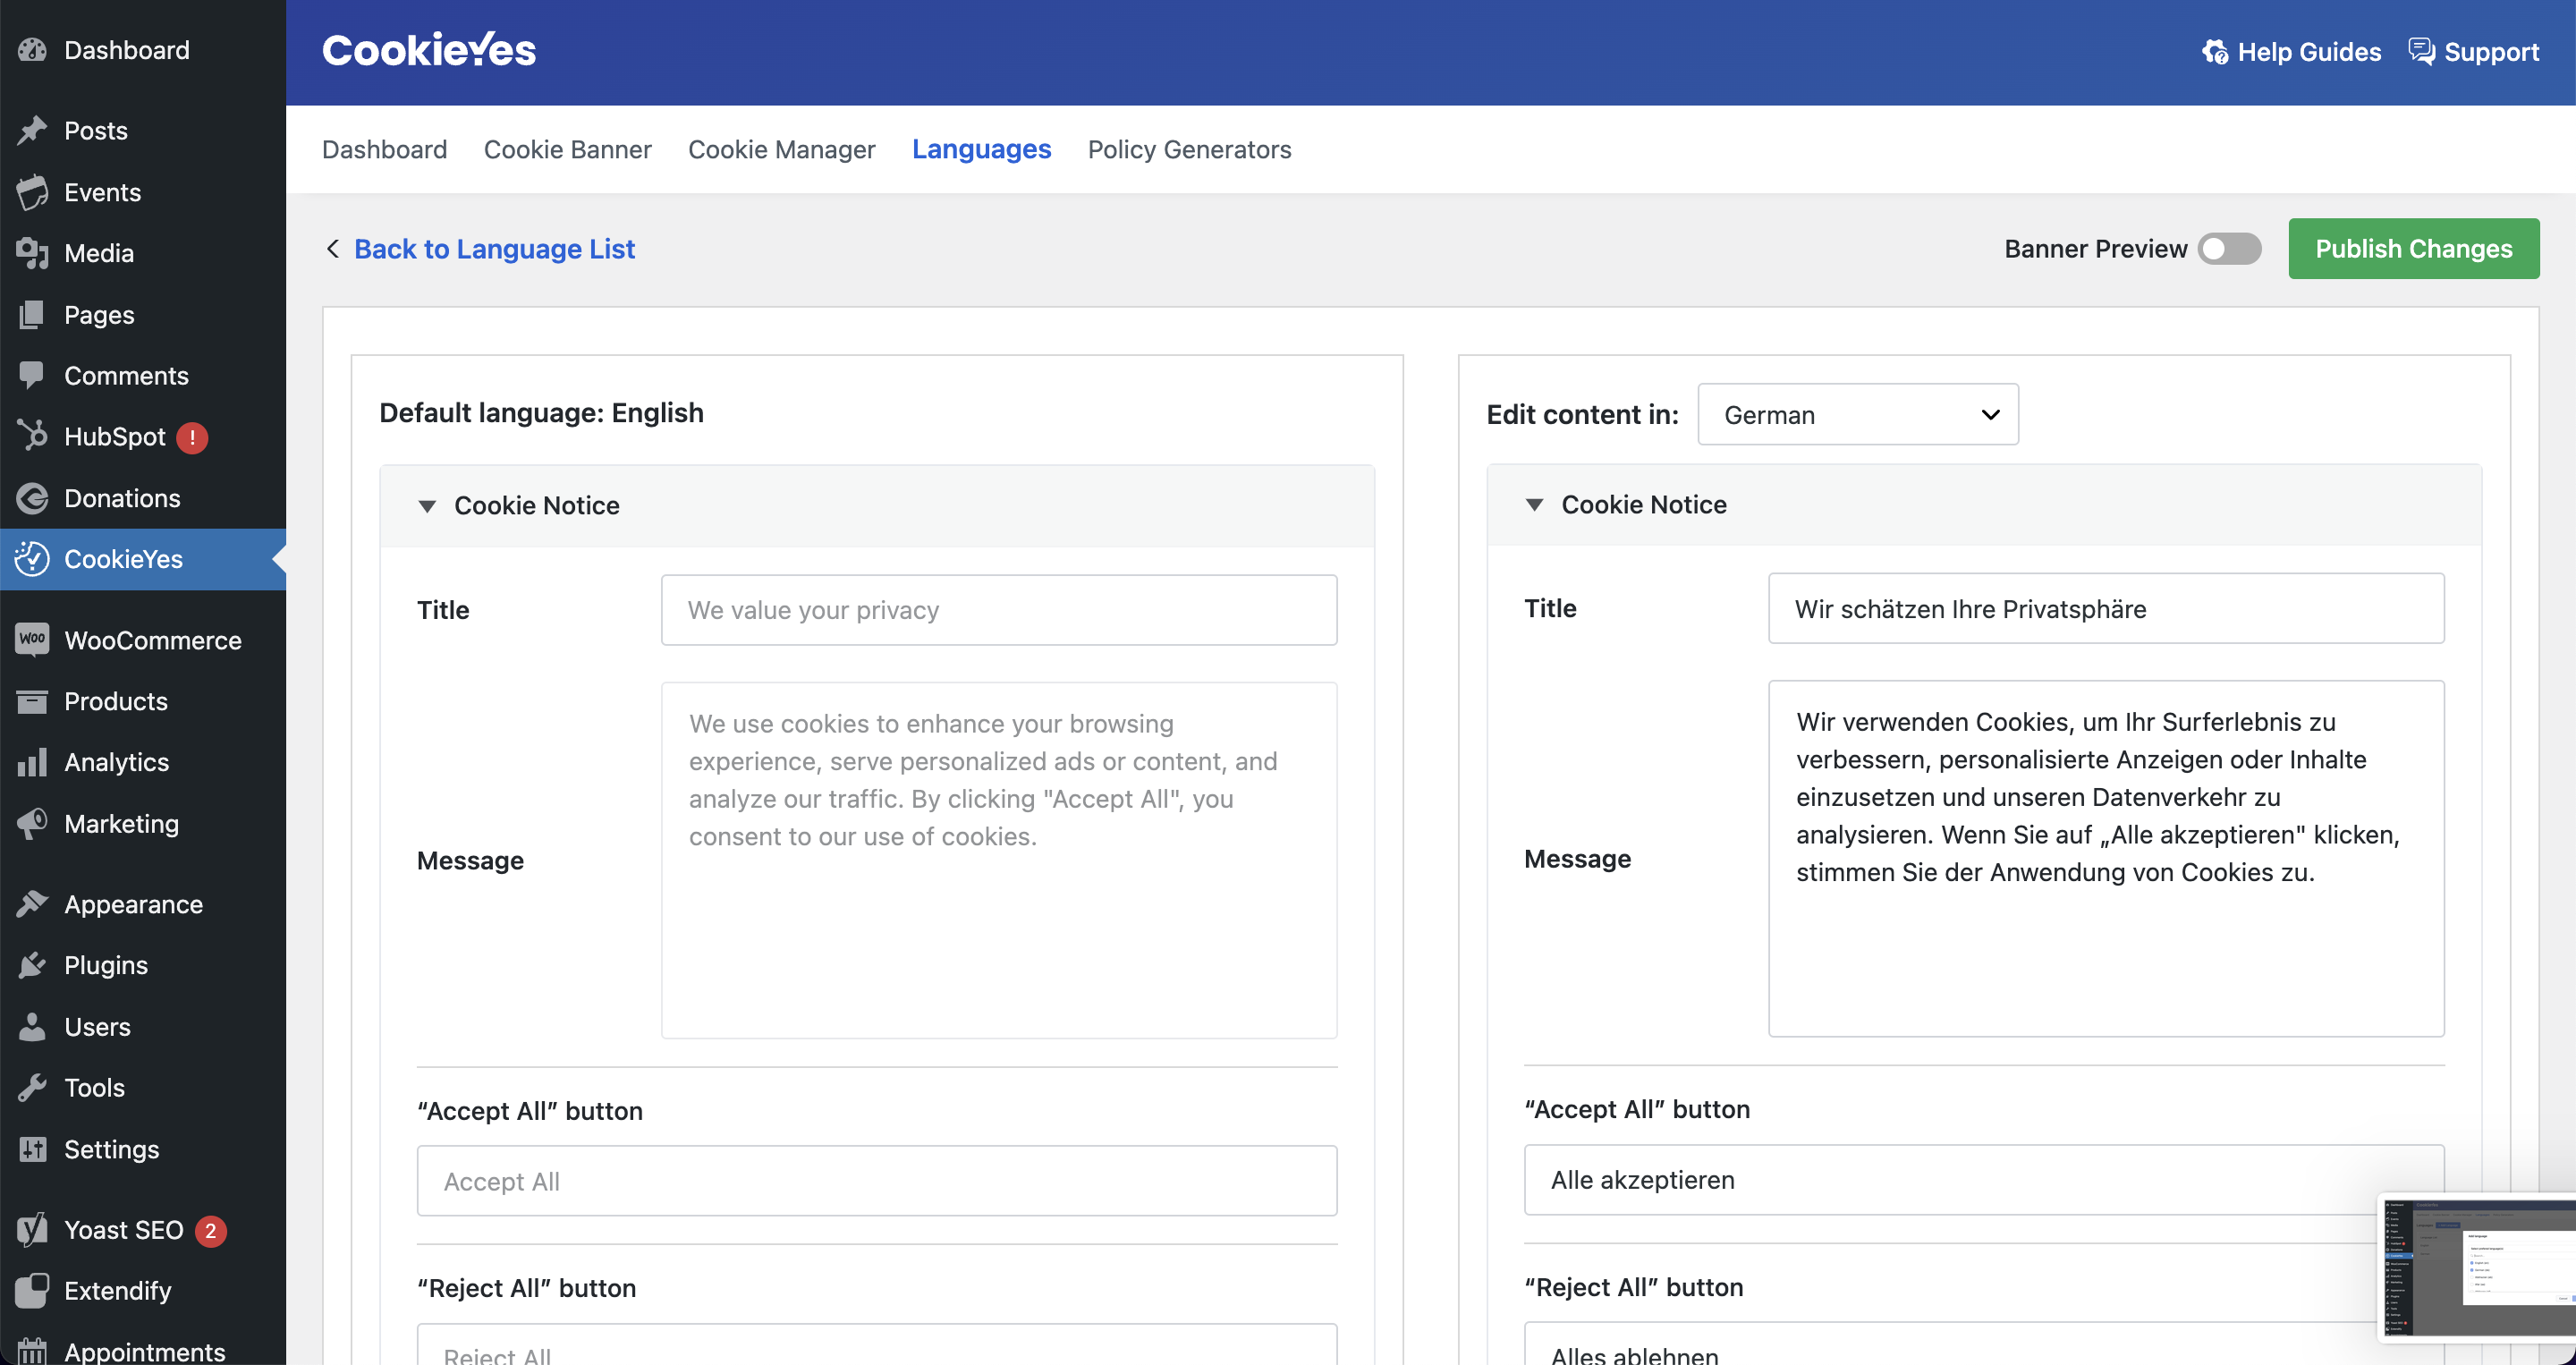 Dashboard
Posts
Events
Media
Pages
Comments
HubSpot !
Donations
CookieYes
WooCommerce
Products
Analytics
Marketing
Appearance
Plugins
Users
Tools
Settings
Yoast SEO 2
Extendify
Appointments
CookieYes
Help Guides
Support
Dashboard
Cookie Banner
Cookie Manager
Languages
Policy Generators
Back to Language List
Banner Preview
Publish Changes
Default language: English
Cookie Notice
Title
We value your privacy
Message
We use cookies to enhance your browsing
experience, serve personalized ads or content, and
analyze our traffic. By clicking "Accept All", you
consent to our use of cookies.
“Accept All” button
Accept All
“Reject All” button
Reject All
Edit content in:
German
Cookie Notice
Title
Wir schätzen Ihre Privatsphäre
Message
Wir verwenden Cookies, um Ihr Surferlebnis zu
verbessern, personalisierte Anzeigen oder Inhalte
einzusetzen und unseren Datenverkehr zu
analysieren. Wenn Sie auf „Alle akzeptieren" klicken,
stimmen Sie der Anwendung von Cookies zu.
“Accept All” button
Alle akzeptieren
“Reject All” button
Alles ablehnen